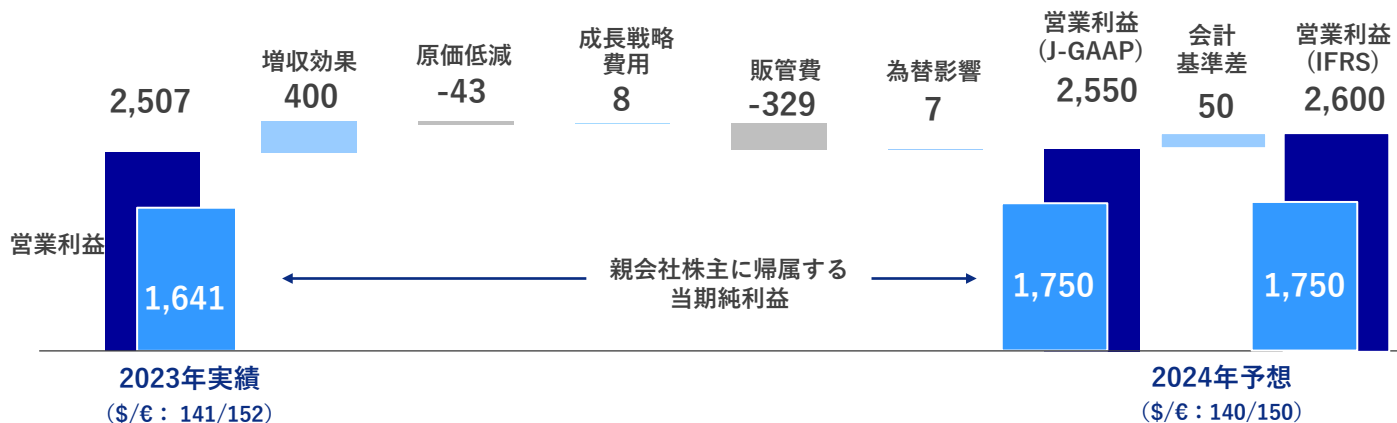 2,507
増収効果
400
原価低減
-43
成長戦略
費用
8
販管費
-329
為替影響
7
営業利益
(J-GAAP)
2,550
会計
基準差
50
営業利益
(IFRS)
2,600
営業利益
1,641
親会社株主に帰属する
当期純利益
1,750
1,750
2023年実績
($/€： 141/152)
2024年予想
($/€：140/150)